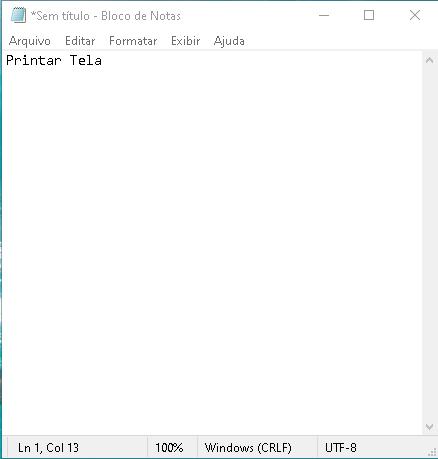 *Sem título - Bloco de Notas
Arquivo Editar Formatar Exibir Ajuda
Printar Tela
Ln 1, Col 13 100% Windows (CRLF) UTF-8